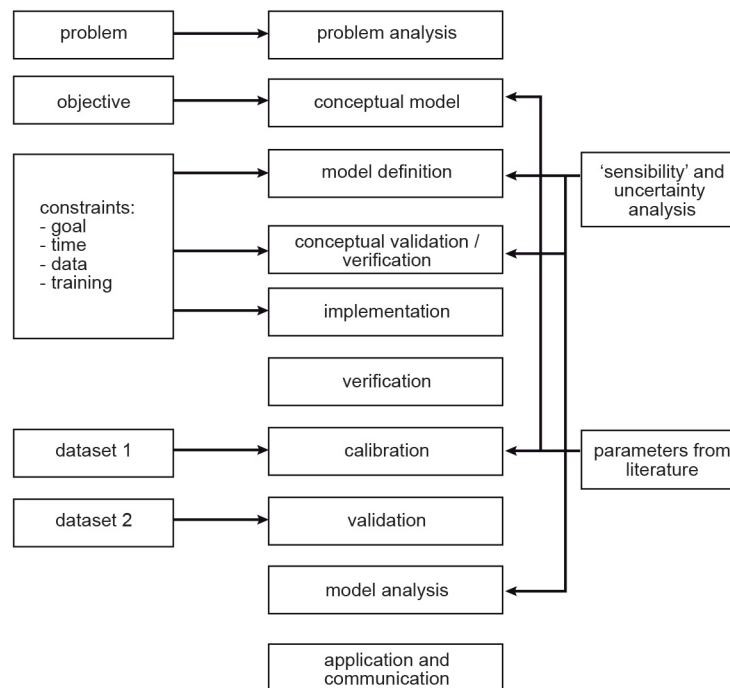 problem
problem analysis
objective
conceptual model
constraints:
- goal
- time
- data
- training
model definition
'sensibility' and
uncertainty
analysis
conceptual validation /
verification
implementation
verification
dataset 1
calibration
parameters from
literature
dataset 2
validation
model analysis
application and
communication